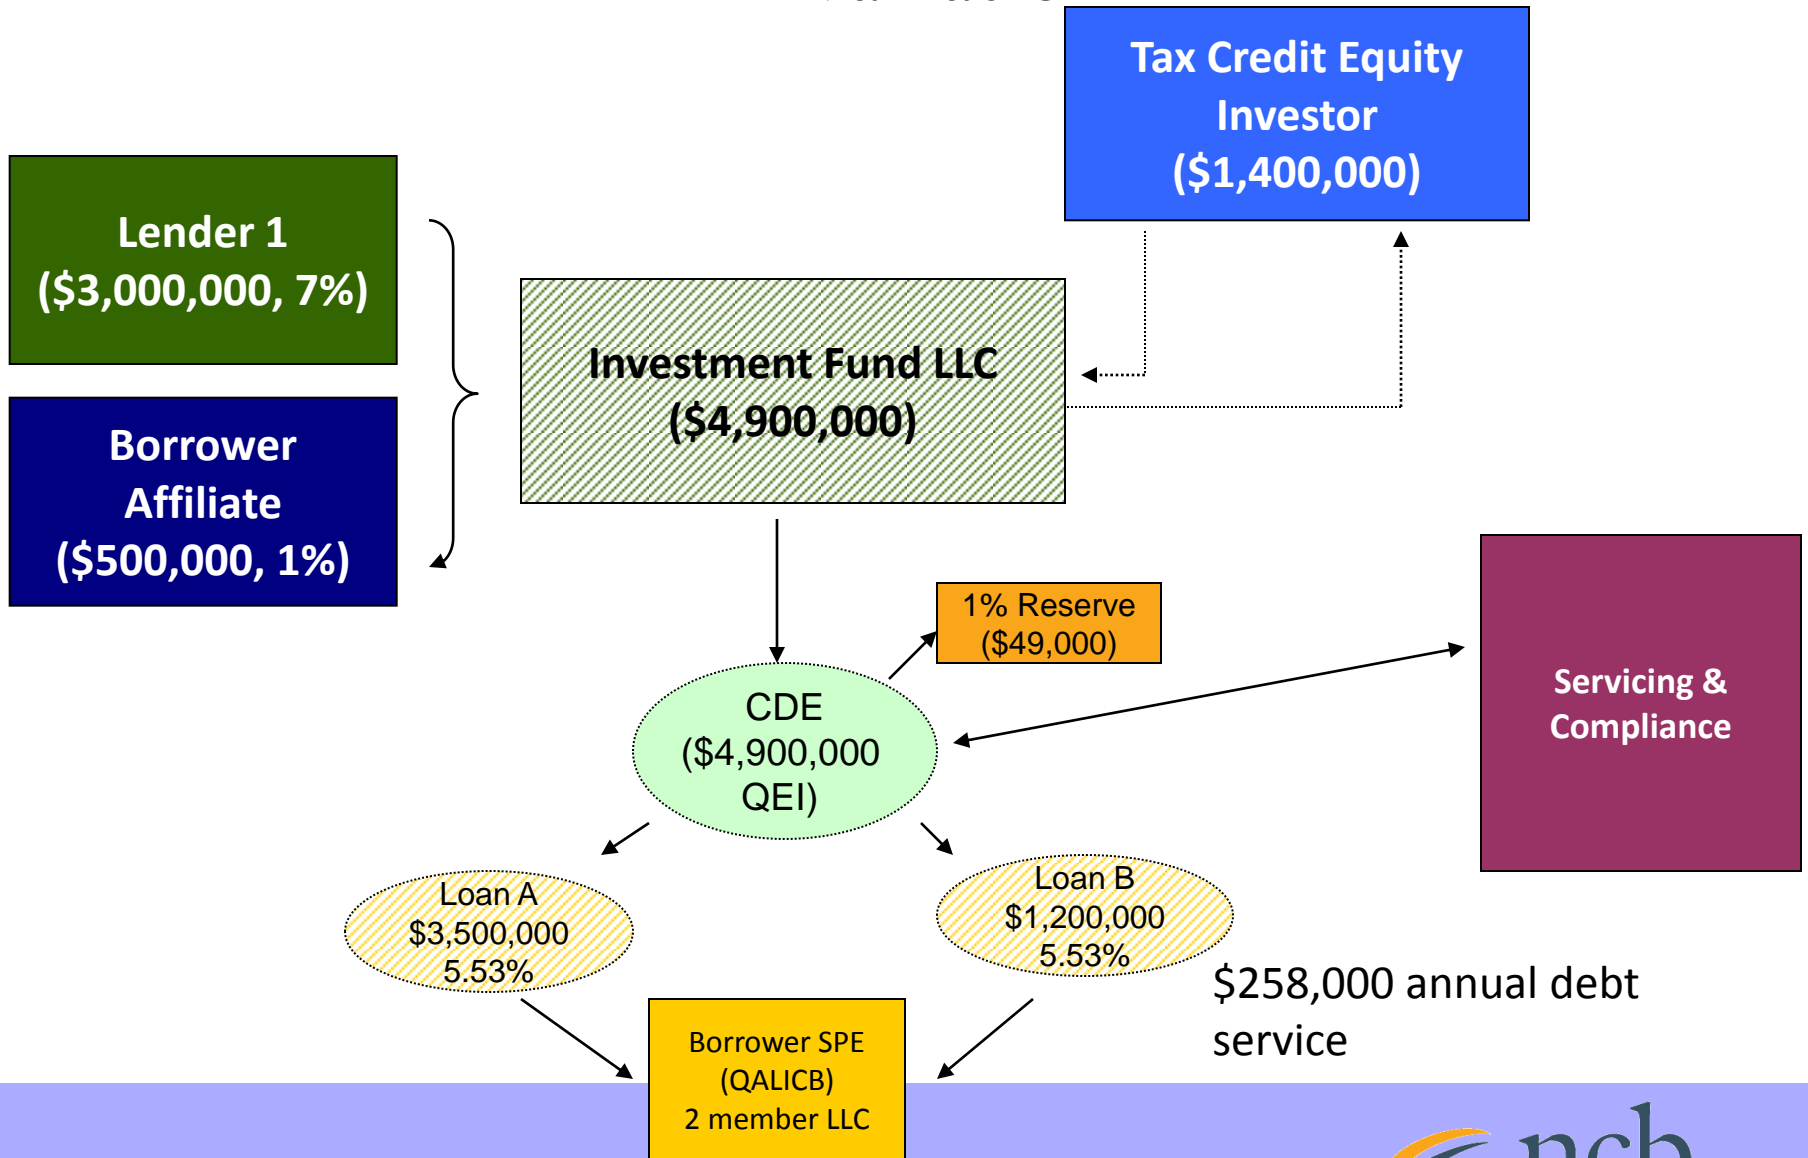 Tax Credit Equity
Investor
($1,400,000)
Lender 1
($3,000,000, 7%)
Investment Fund LLC
($4,900,000)
Borrower
Affiliate
($500,000, 1%)
1% Reserve
($49,000)
Servicing &
Compliance
CDE
($4,900,000
QEI)
Loan A
$3,500,000
5.53%
Loan B
$1,200,000
5.53%
$258,000 annual debt
service
Borrower SPE
(QALICB)
2 member LLC
ncb